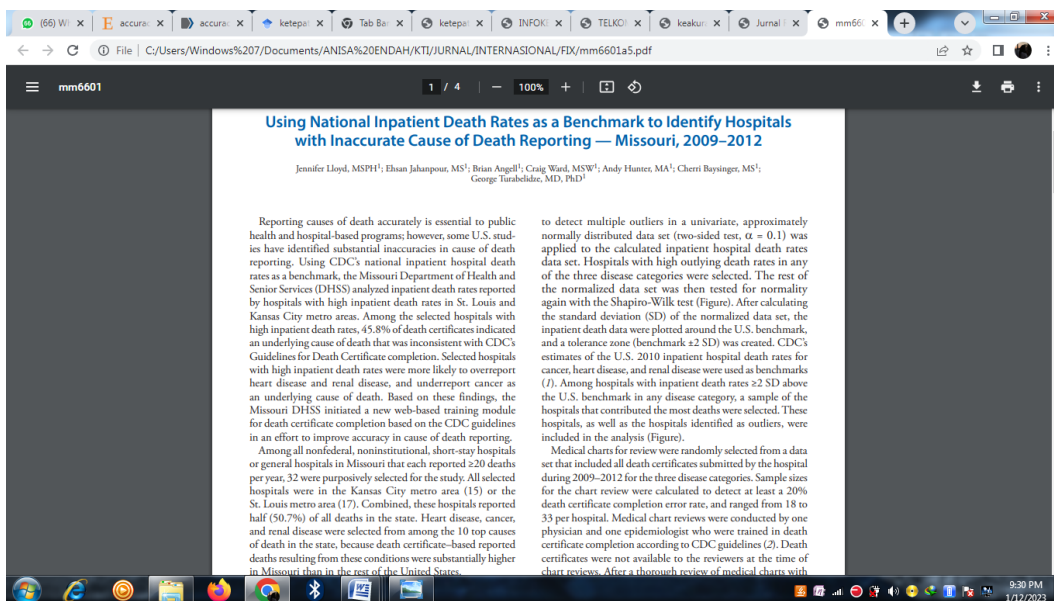 (66) Wh
accurac
accurac
ketepat
Tab Bar
ketepat
INFOKE
TELKO
keakura
Jurnal I
mm660
File | C:/Users/Windows%207/Documents/ANISA%20ENDAH/KTI/JURNAL/INTERNASIONAL/FIX/mm6601a5.pdf
mm6601
1 / 4
100%
Using National Inpatient Death Rates as a Benchmark to Identify Hospitals
with Inaccurate Cause of Death Reporting — Missouri, 2009–2012
Jennifer Lloyd, MSPH1; Ehsan Jahanpour, MS1; Brian Angell1; Craig Ward, MSW1; Andy Hunter, MA1; Cherri Baysinger, MS1;
George Turabelidze, MD, PhD1
Reporting causes of death accurately is essential to public
health and hospital-based programs; however, some U.S. stud-
ies have identified substantial inaccuracies in cause of death
reporting. Using CDC's national inpatient hospital death
rates as a benchmark, the Missouri Department of Health and
Senior Services (DHSS) analyzed inpatient death rates reported
by hospitals with high inpatient death rates in St. Louis and
Kansas City metro areas. Among the selected hospitals with
high inpatient death rates, 45.8% of death certificates indicated
an underlying cause of death that was inconsistent with CDC's
Guidelines for Death Certificate completion. Selected hospitals
with high inpatient death rates were more likely to overreport
heart disease and renal disease, and underreport cancer as
an underlying cause of death. Based on these findings, the
Missouri DHSS initiated a new web-based training module
for death certificate completion based on the CDC guidelines
in an effort to improve accuracy in cause of death reporting.
Among all nonfederal, noninstitutional, short-stay hospitals
or general hospitals in Missouri that each reported ≥20 deaths
per year, 32 were purposively selected for the study. All selected
hospitals were in the Kansas City metro area (15) or the
St. Louis metro area (17). Combined, these hospitals reported
half (50.7%) of all deaths in the state. Heart disease, cancer,
and renal disease were selected from among the 10 top causes
of death in the state, because death certificate–based reported
deaths resulting from these conditions were substantially higher
in Missouri than in the rest of the United States.
to detect multiple outliers in a univariate, approximately
normally distributed data set (two-sided test, α = 0.1) was
applied to the calculated inpatient hospital death rates
data set. Hospitals with high outlying death rates in any
of the three disease categories were selected. The rest of
the normalized data set was then tested for normality
again with the Shapiro-Wilk test (Figure). After calculating
the standard deviation (SD) of the normalized data set, the
inpatient death data were plotted around the U.S. benchmark,
and a tolerance zone (benchmark ±2 SD) was created. CDC's
estimates of the U.S. 2010 inpatient hospital death rates for
cancer, heart disease, and renal disease were used as benchmarks
(1). Among hospitals with inpatient death rates ≥2 SD above
the U.S. benchmark in any disease category, a sample of the
hospitals that contributed the most deaths were selected. These
hospitals, as well as the hospitals identified as outliers, were
included in the analysis (Figure).
Medical charts for review were randomly selected from a data
set that included all death certificates submitted by the hospital
during 2009–2012 for the three disease categories. Sample sizes
for the chart review were calculated to detect at least a 20%
death certificate completion error rate, and ranged from 18 to
33 per hospital. Medical chart reviews were conducted by one
physician and one epidemiologist who were trained in death
certificate completion according to CDC guidelines (2). Death
certificates were not available to the reviewers at the time of
chart reviews. After a thorough review of medical charts with
9:30 PM
1/12/2023